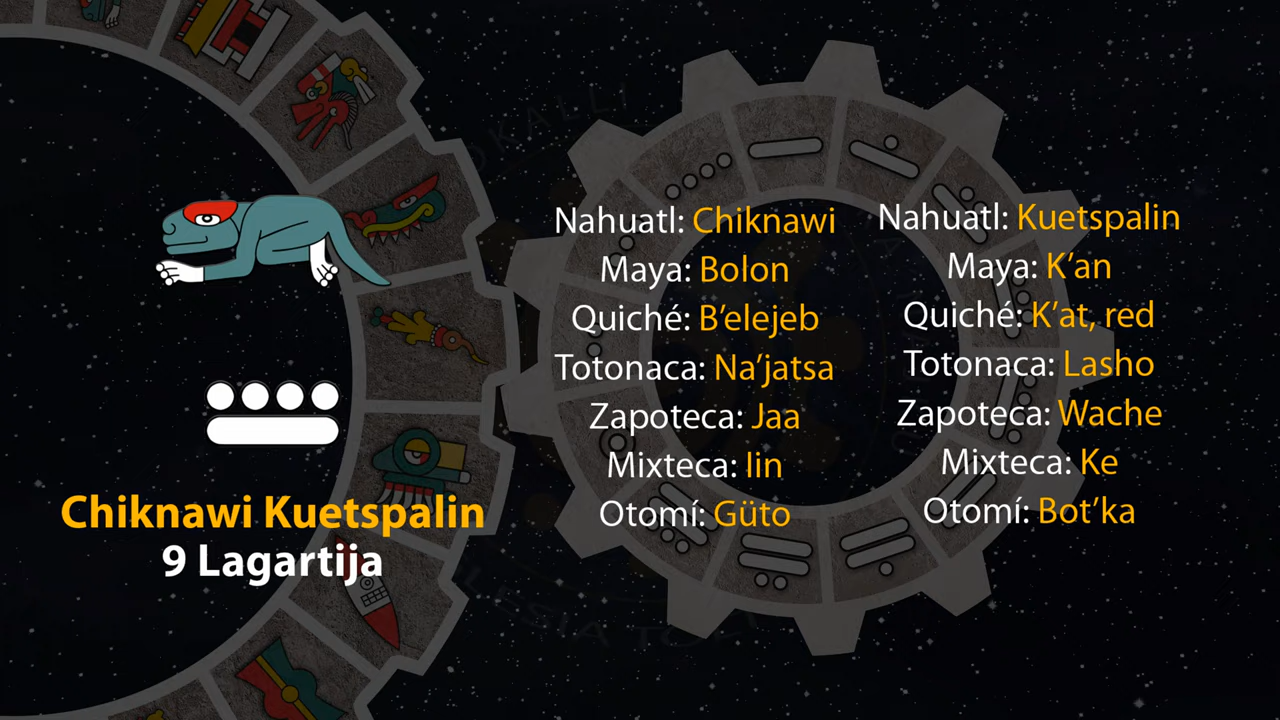 Chiknawi Kuetspalin
9 Lagartija
Nahuatl: Chiknawi
Maya: Bolon
Quiché: B’elejeb
Totonaca: Na’jatsa
Zapoteca: Jaa
Mixteca: Iin
Otomí: Güto
Nahuatl: Kuetspalin
Maya: K’an
Quiché: K’at, red
Totonaca: Lasho
Zapoteca: Wache
Mixteca: Ke
Otomí: Bot’ka